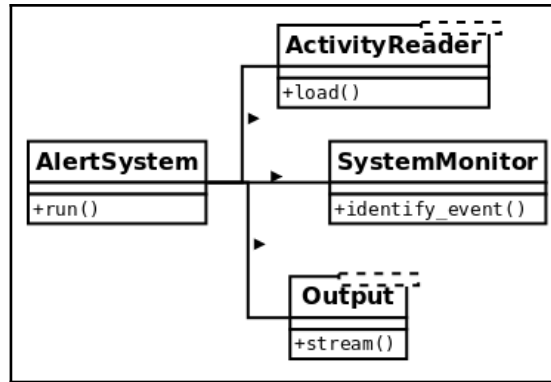 ActivityReader
+load()
AlertSystem
+run()
SystemMonitor
+identify_event()
Output
+stream()